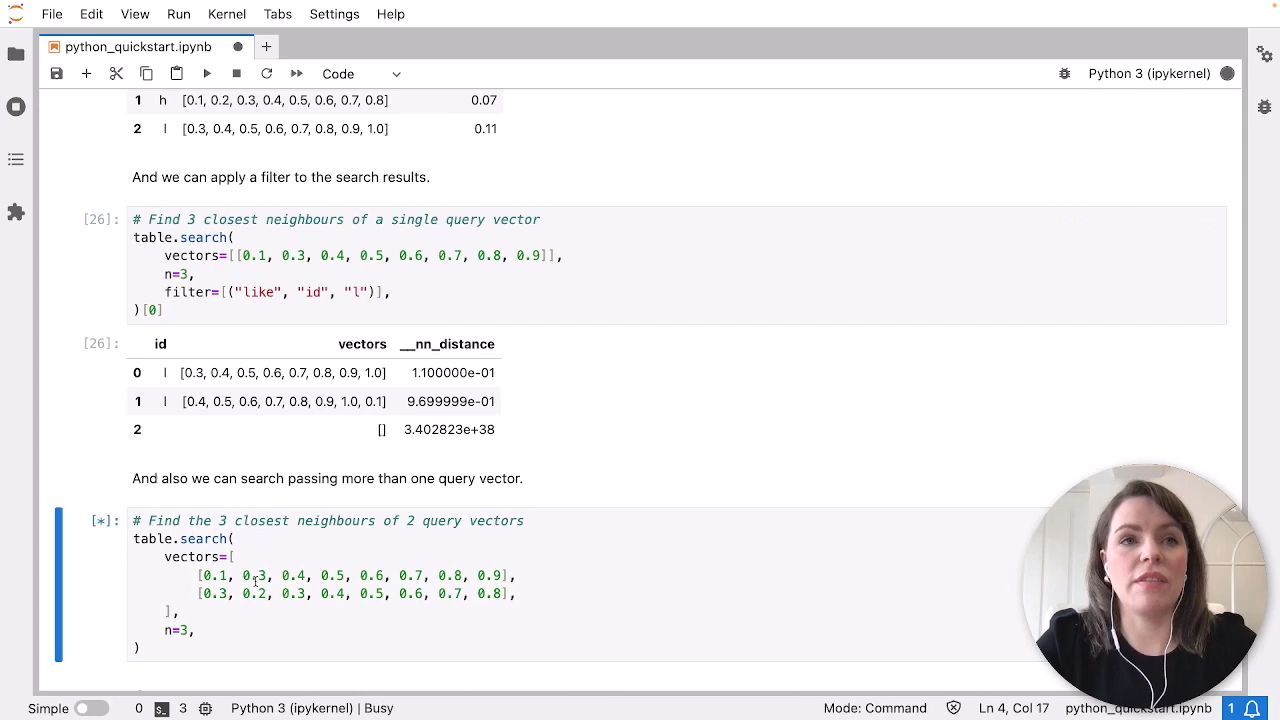 File Edit View Run Kernel Tabs Settings Help
python_quickstart.ipynb
Code
Python 3 (ipykernel)
1 h [0.1, 0.2, 0.3, 0.4, 0.5, 0.6, 0.7, 0.8] 0.07
2 l [0.3, 0.4, 0.5, 0.6, 0.7, 0.8, 0.9, 1.0] 0.11
And we can apply a filter to the search results.
[26]: # Find 3 closest neighbours of a single query vector
table.search(
vectors=[[0.1, 0.3, 0.4, 0.5, 0.6, 0.7, 0.8, 0.9]],
n=3,
filter=[("like", "id", "l")],
)[0]
[26]: id vectors __nn_distance
0 l [0.3, 0.4, 0.5, 0.6, 0.7, 0.8, 0.9, 1.0] 1.100000e-01
1 l [0.4, 0.5, 0.6, 0.7, 0.8, 0.9, 1.0, 0.1] 9.699999e-01
2 [] 3.402823e+38
And also we can search passing more than one query vector.
[*]: # Find the 3 closest neighbours of 2 query vectors
table.search(
vectors=[
[0.1, 0.3, 0.4, 0.5, 0.6, 0.7, 0.8, 0.9],
[0.3, 0.2, 0.3, 0.4, 0.5, 0.6, 0.7, 0.8],
],
n=3,
)
Simple 0 3 Python 3 (ipykernel) | Busy Mode: Command Ln 4, Col 17 python_quickstart.ipynb 1